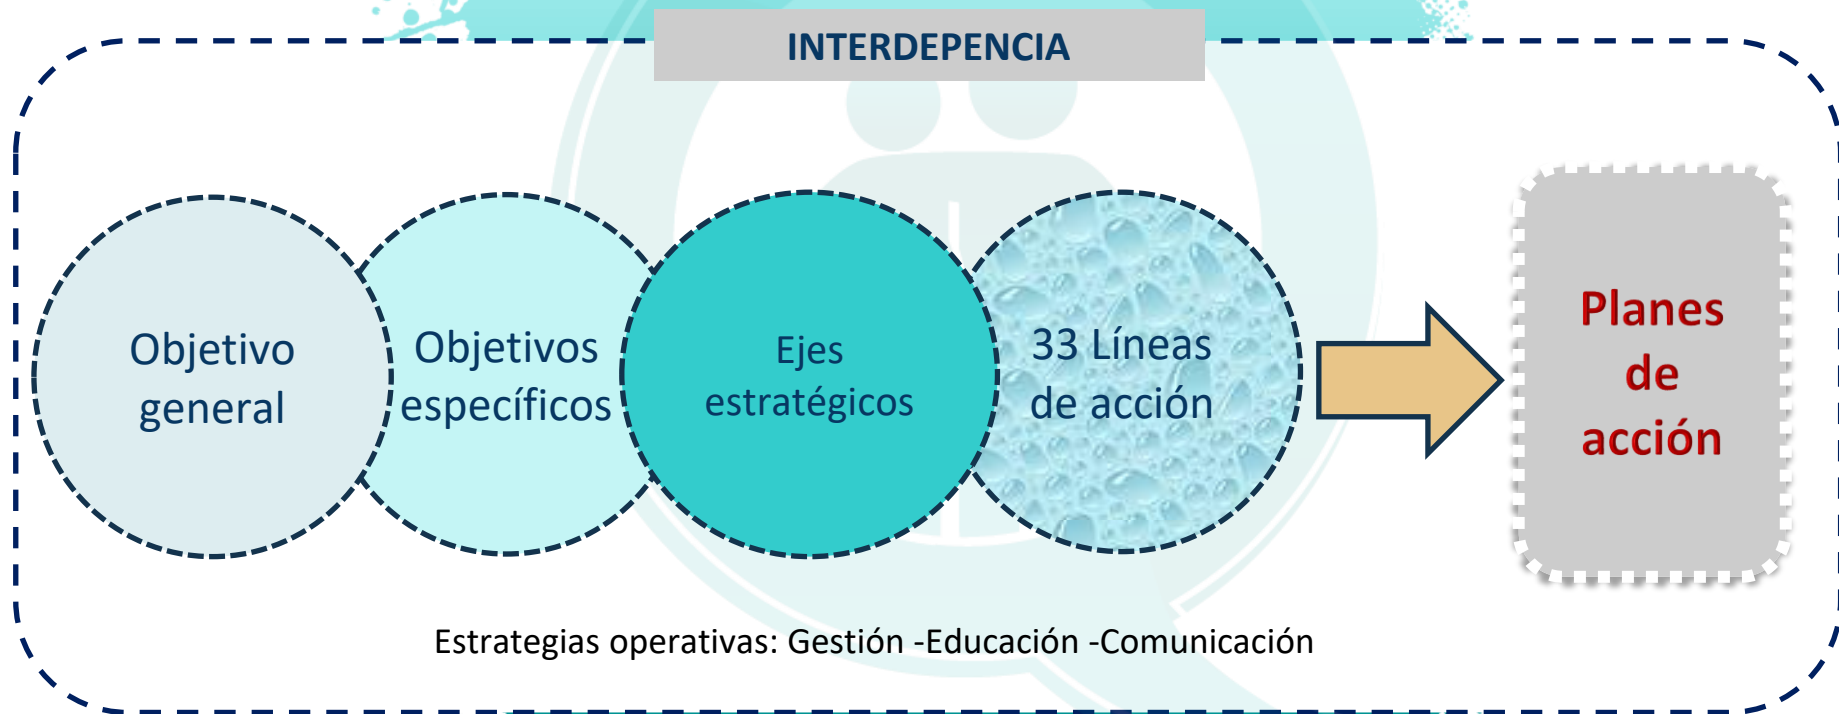 INTERDEPENCIA
Objetivo
general
Objetivos
específicos
Ejes
estratégicos
33 Líneas
de acción
Planes
de
acción
Estrategias operativas: Gestión -Educación -Comunicación